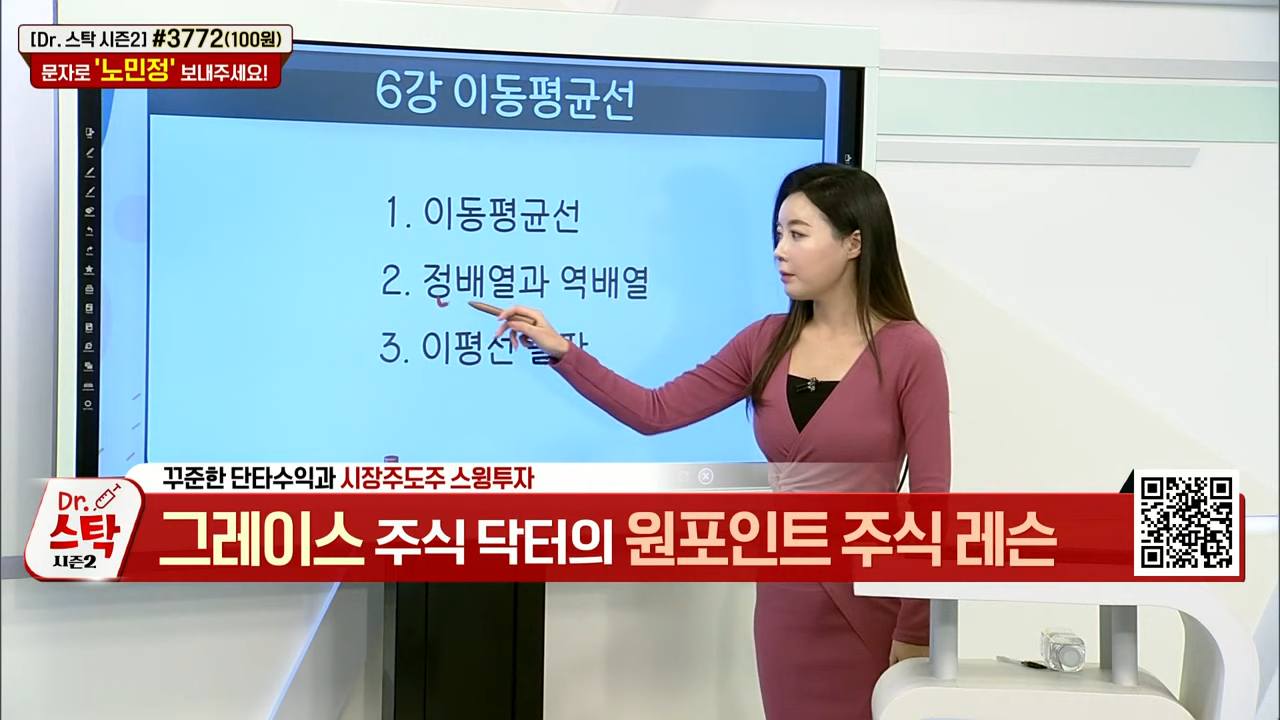 [Dr. 스탁 시즌2] #3772(100원)
문자로 '노민정' 보내주세요!
6강 이동평균선
1. 이동평균선
2. 정배열과 역배열
3. 이평선
꾸준한 단타수익과 시장주도주 스윙투자
Dr.
스탁
시즌2
그레이스 주식 닥터의 원포인트 주식 레슨